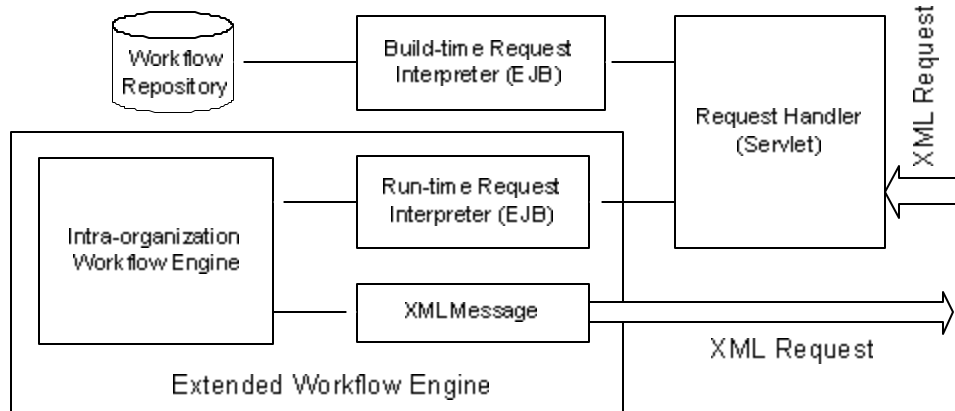 Workflow
Repository
Build-time Request
Interpreter (EJB)
Request Handler
(Servlet)
XML Request
Intra-organization
Workflow Engine
Run-time Request
Interpreter (EJB)
XMLMessage
XML Request
Extended Workflow Engine